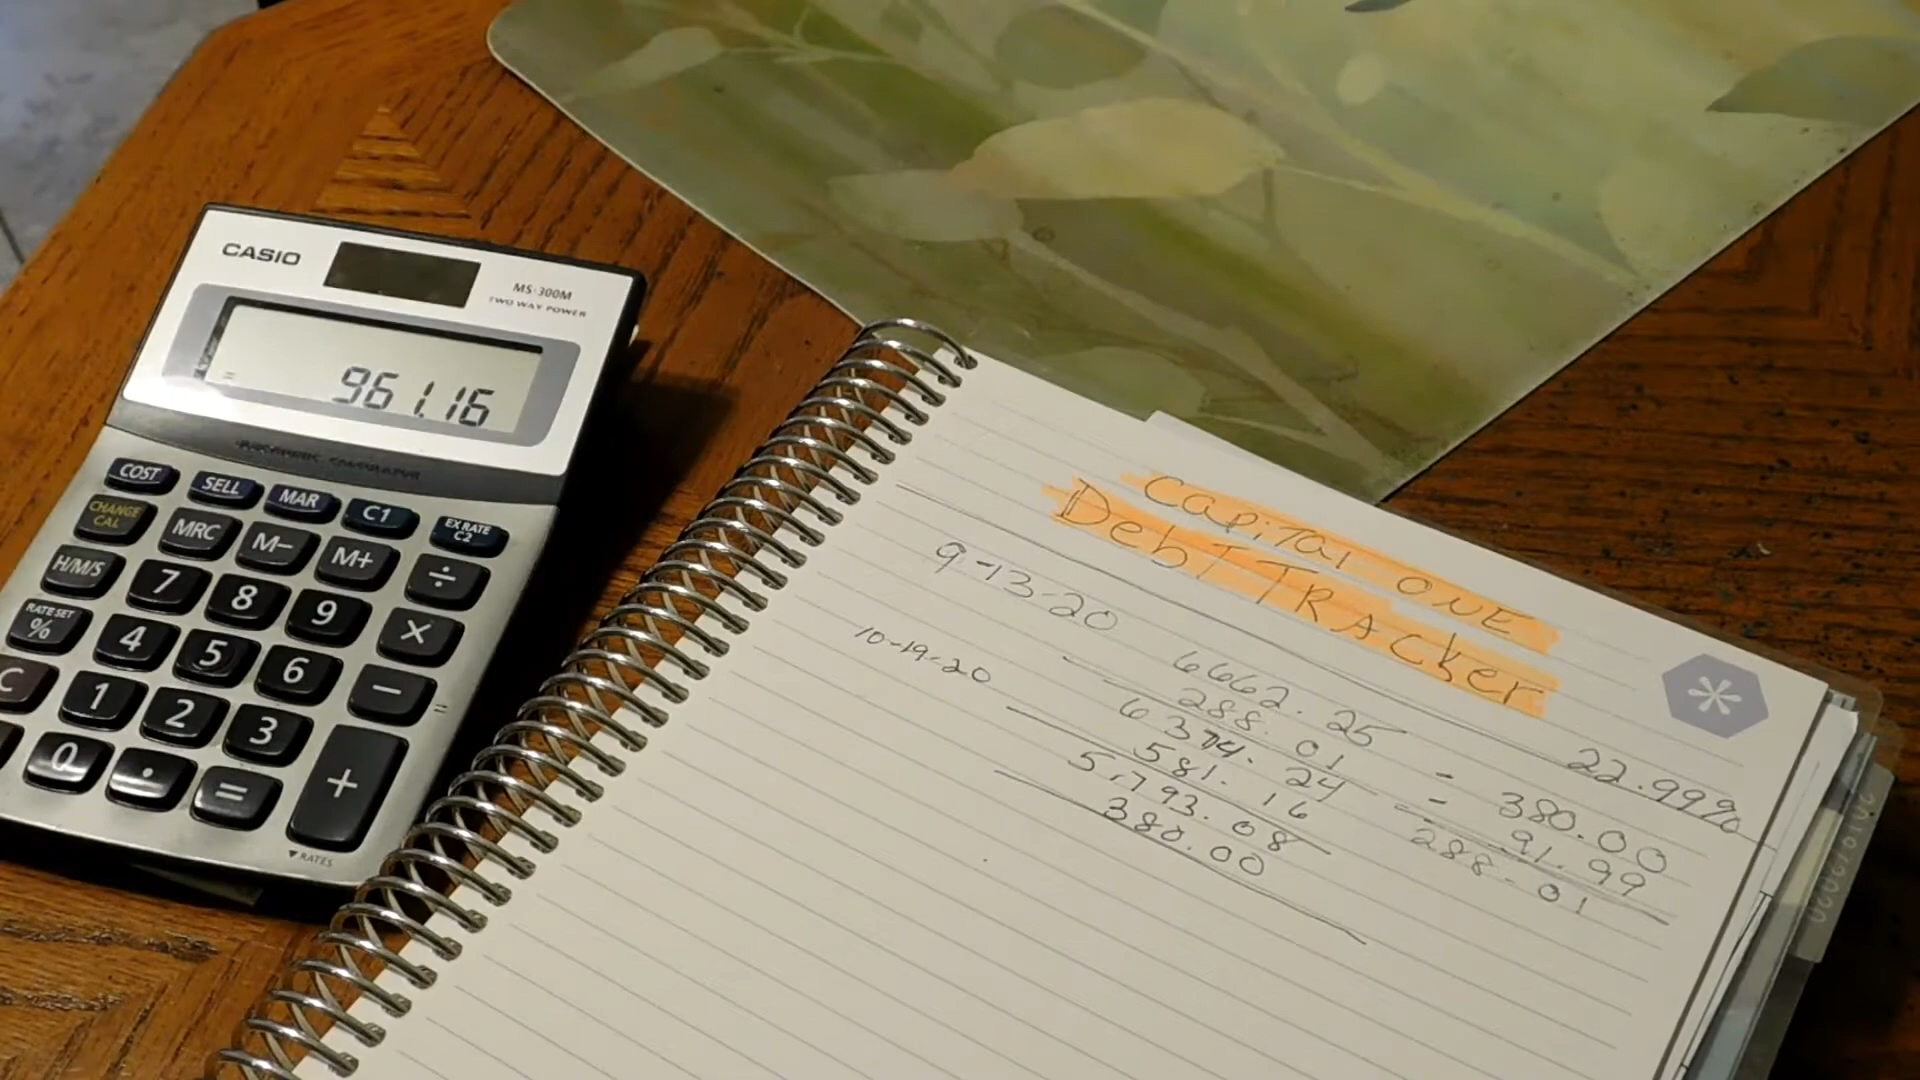 CASIO
MS-300M
TWO WAY POWER
= 961.16
COST SELL MAR C1 EX RATE C2
CHANGE CAL MRC M− M+ ÷
H/M/S 7 8 9 ×
RATE SET % 4 5 6 − =
C 1 2 3 +
0 . =
▼RATES
Capital ONE
Debt TRACker
22.99%
9-13-20 6662.25 - 380.00
288.01 - 91.99
10-19-20 6374.24 288.01
581.16
5,793.08
380.00